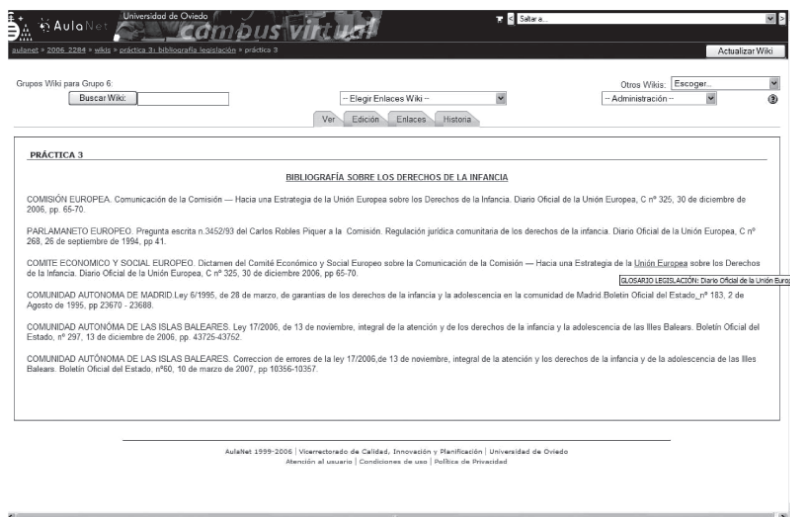 AulaNet
Universidad de Oviedo
campus virtual
Saltar a...
aulanet » 2006_2284 » wikis » práctica 3: bibliografía legislación » práctica 3
Actualizar Wiki
Grupos Wiki para Grupo 6:
Otros Wikis: Escoger...
Buscar Wiki:
-- Elegir Enlaces Wiki --
-- Administración --
Ver Edición Enlaces Historia
PRÁCTICA 3
BIBLIOGRAFÍA SOBRE LOS DERECHOS DE LA INFANCIA
COMISIÓN EUROPEA. Comunicación de la Comisión — Hacia una Estrategia de la Unión Europea sobre los Derechos de la Infancia. Diario Oficial de la Unión Europea, C nº 325, 30 de diciembre de
2006, pp. 65-70.
PARLAMANETO EUROPEO. Pregunta escrita n.3452/93 del Carlos Robles Piquer a la Comisión. Regulación jurídica comunitaria de los derechos de la infancia. Diario Oficial de la Unión Europea, C nº
268, 26 de septiembre de 1994, pp 41.
COMITE ECONOMICO Y SOCIAL EUROPEO. Dictamen del Comité Económico y Social Europeo sobre la Comunicación de la Comisión — Hacia una Estrategia de la Unión Europea sobre los Derechos
de la Infancia. Diario Oficial de la Unión Europea, C nº 325, 30 de diciembre 2006, pp 65-70.
GLOSARIO LEGISLACIÓN: Diario Oficial de la Unión Euro
COMUNIDAD AUTONOMA DE MADRID.Ley 6/1995, de 28 de marzo, de garantias de los derechos de la infancia y la adolescencia en la comunidad de Madrid.Boletin Oficial del Estado_nº 183, 2 de
Agosto de 1995, pp 23670 - 23688.
COMUNIDAD AUTONÓMA DE LAS ISLAS BALEARES. Ley 17/2006, de 13 de noviembre, integral de la atención y de los derechos de la infancia y la adolescencia de las Illes Balears. Boletín Oficial del
Estado, nº 297, 13 de diciembre de 2006, pp. 43725-43752.
COMUNIDAD AUTÓNOMA DE LAS ISLAS BALEARES. Correccion de errores de la ley 17/2006,de 13 de noviembre, integral de la atención y los derechos de la infancia y de la adolescencia de las Illes
Balears. Boletín Oficial del Estado, nº60, 10 de marzo de 2007, pp 10356-10357.
AulaNet 1999-2006 | Vicerrectorado de Calidad, Innovación y Planificación | Universidad de Oviedo
Atención al usuario | Condiciones de uso | Política de Privacidad